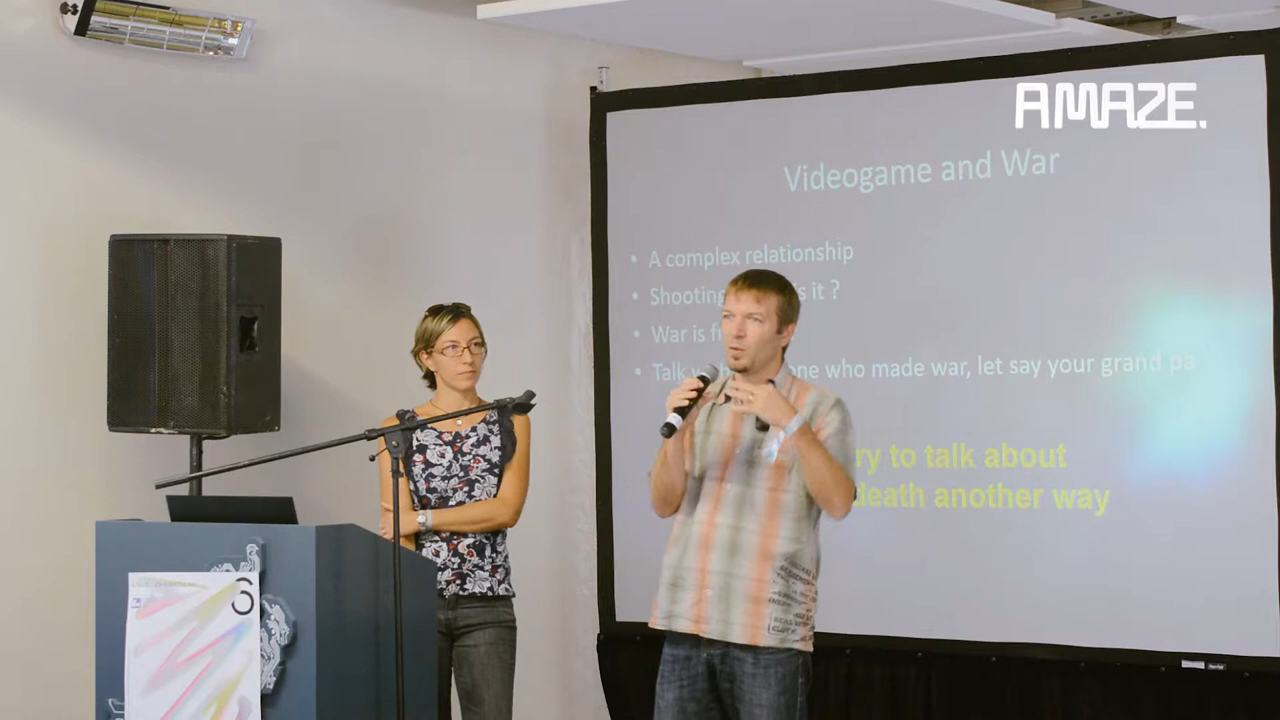 AMAZE.
Videogame and War
• A complex relationship
• Shooting s it ?
• War is f
• Talk one who made war, let say your grand pa
ry to talk about
death another way
6